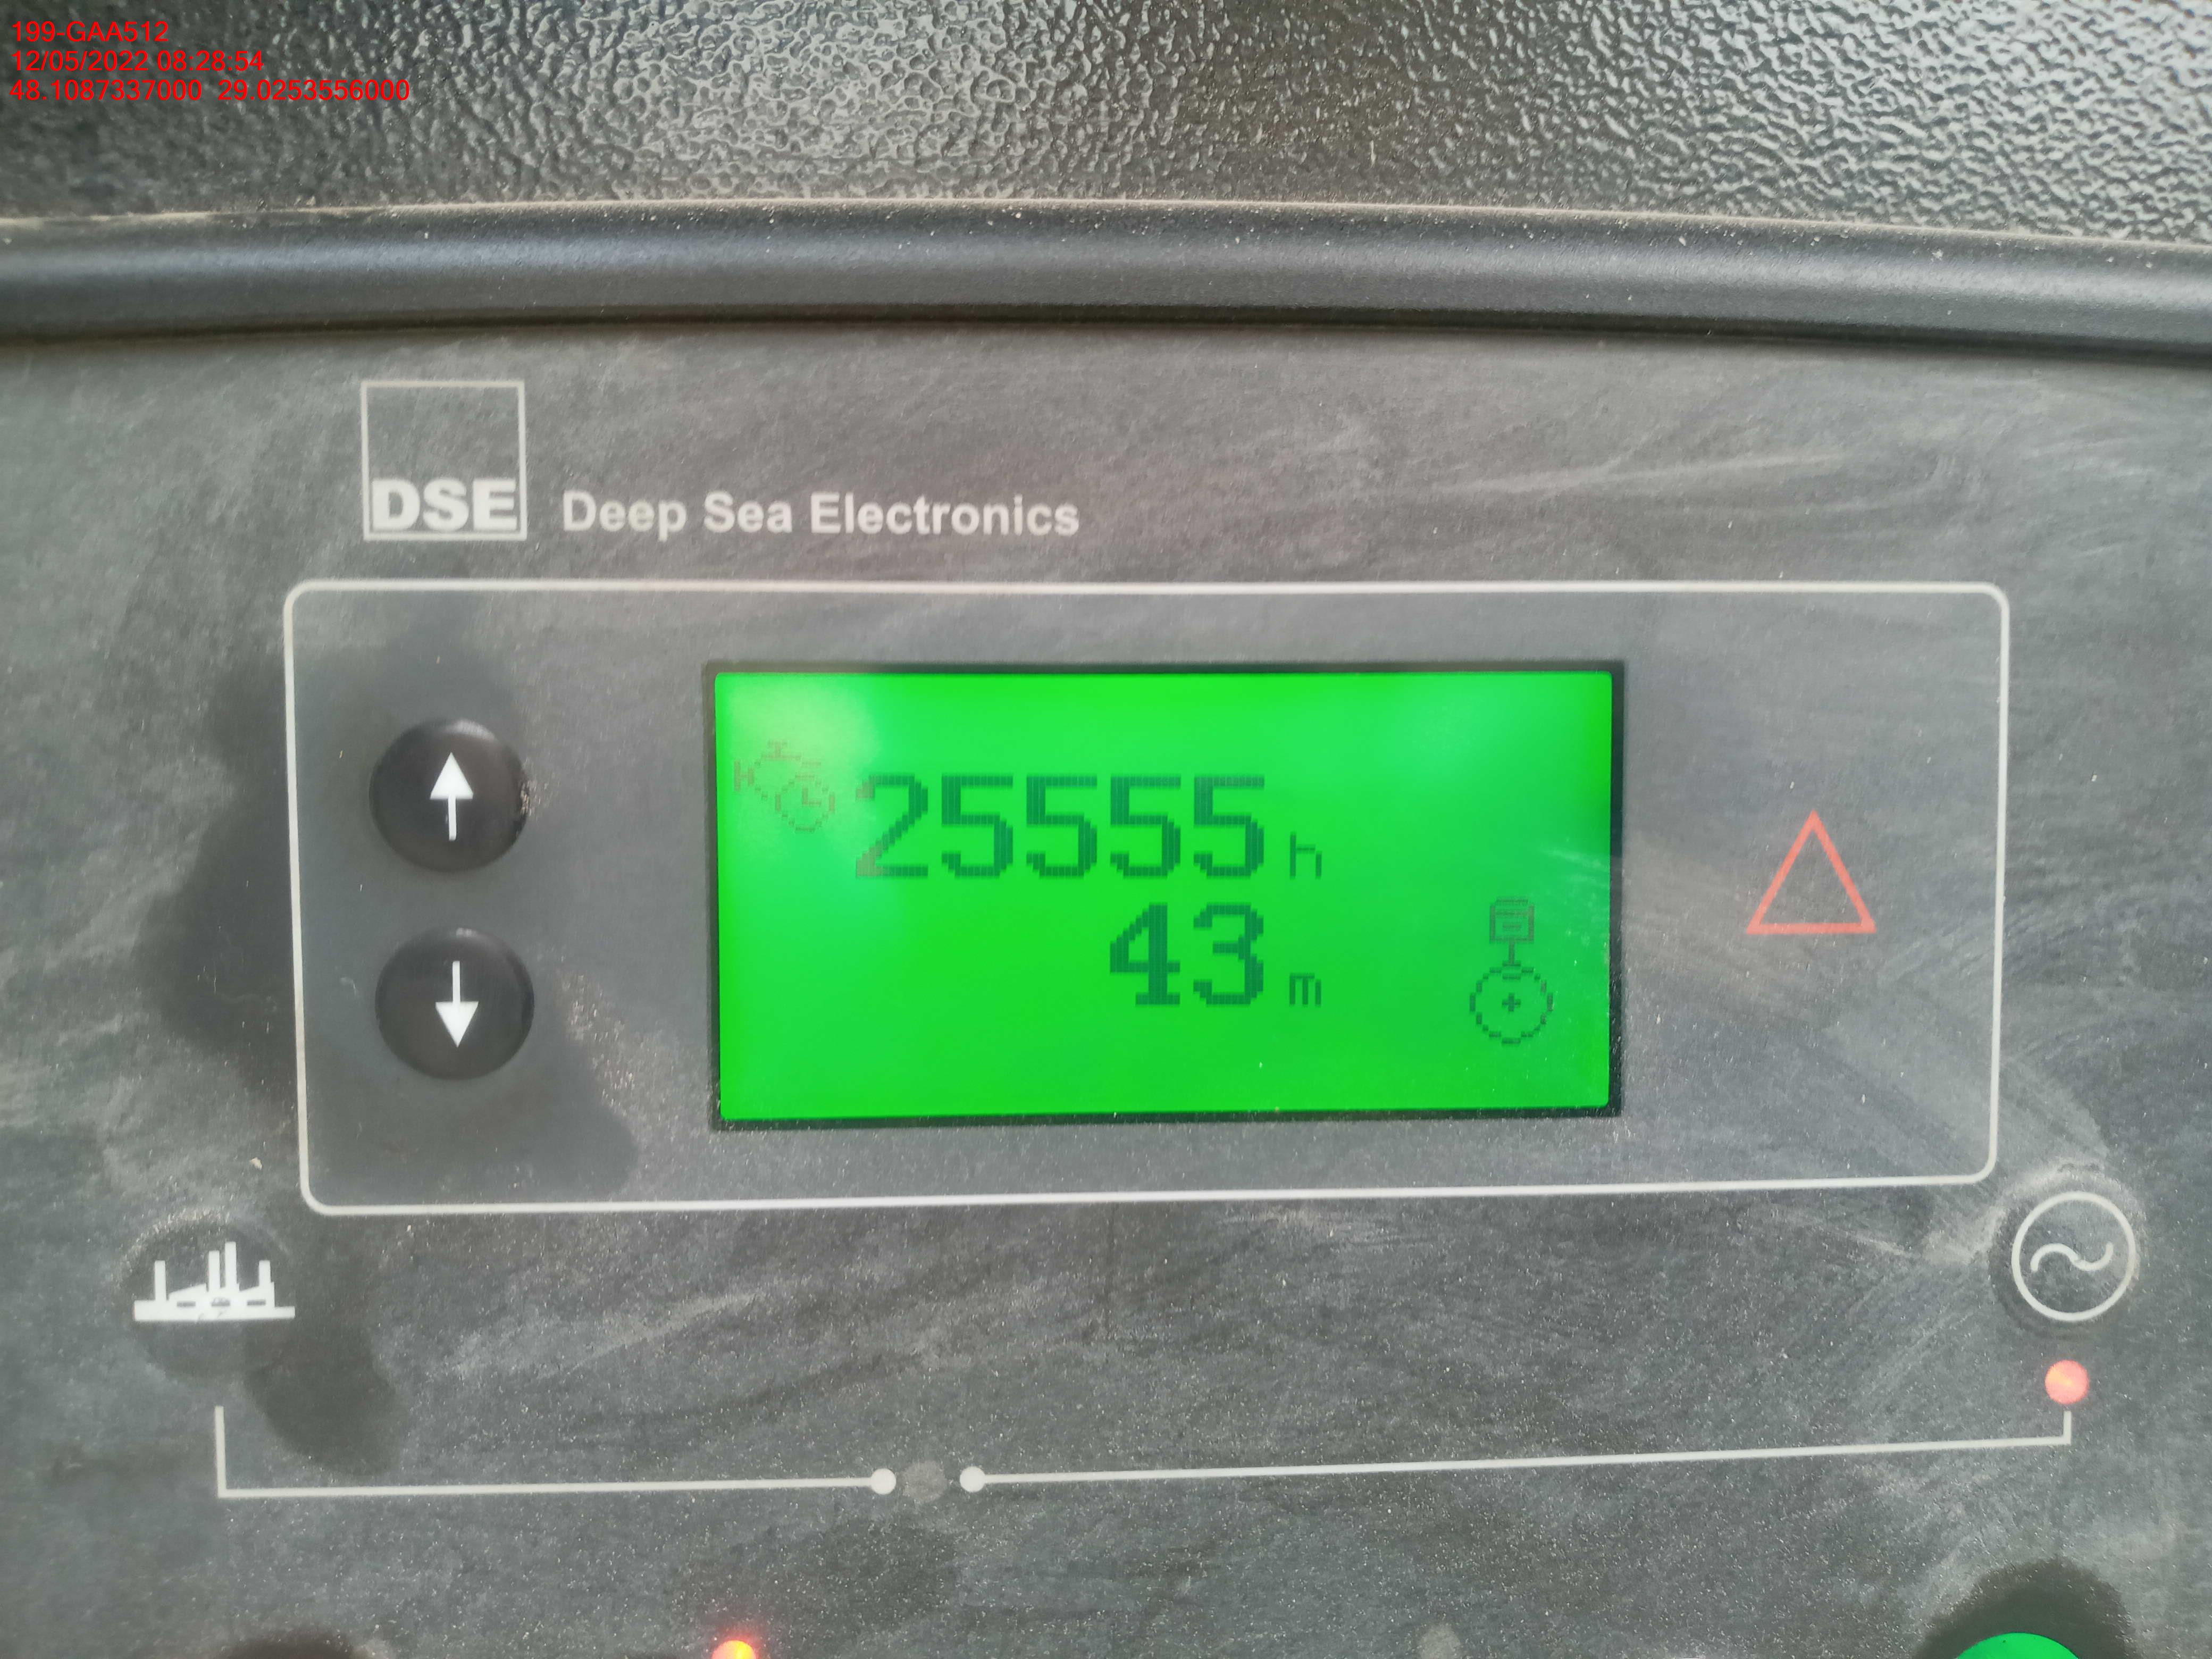 199-GAA512
12/05/2022 08:28:54
48.1087337000 29.0253556000
DSE Deep Sea Electronics
25555 h
43 m